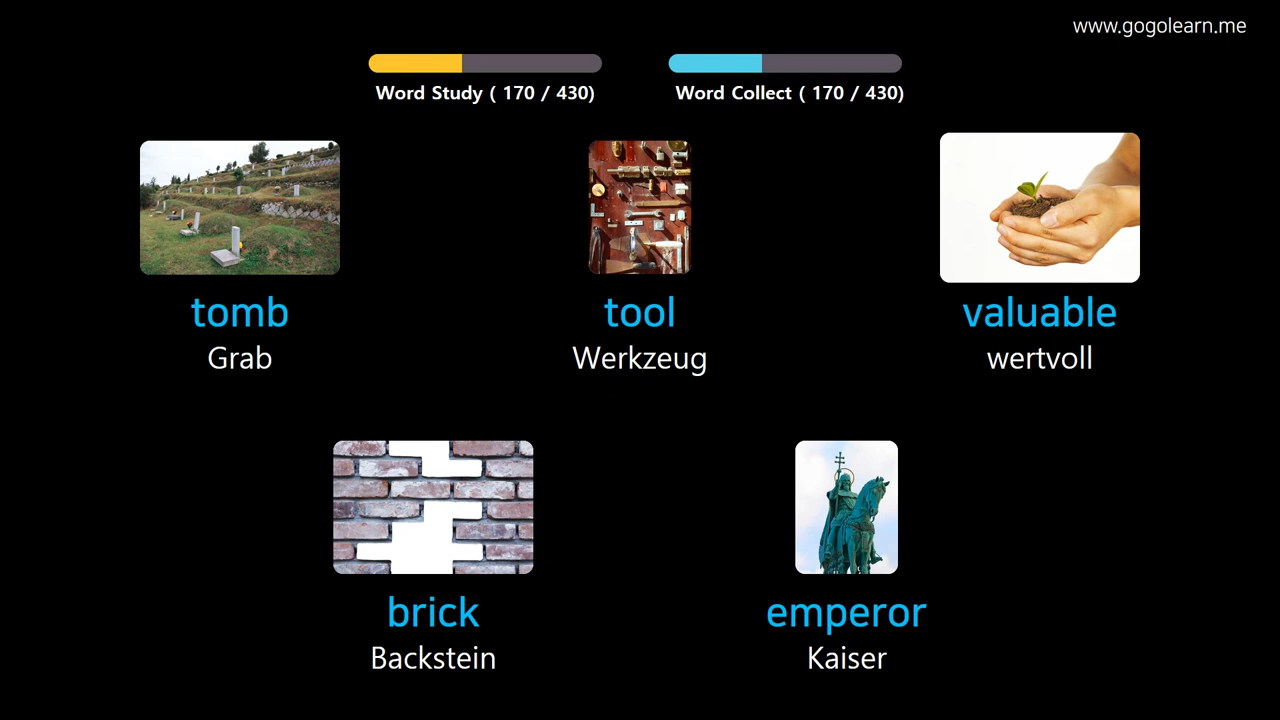 www.gogolearn.me
Word Study ( 170 / 430)
Word Collect ( 170 / 430)
tomb
Grab
tool
Werkzeug
valuable
wertvoll
brick
Backstein
emperor
Kaiser